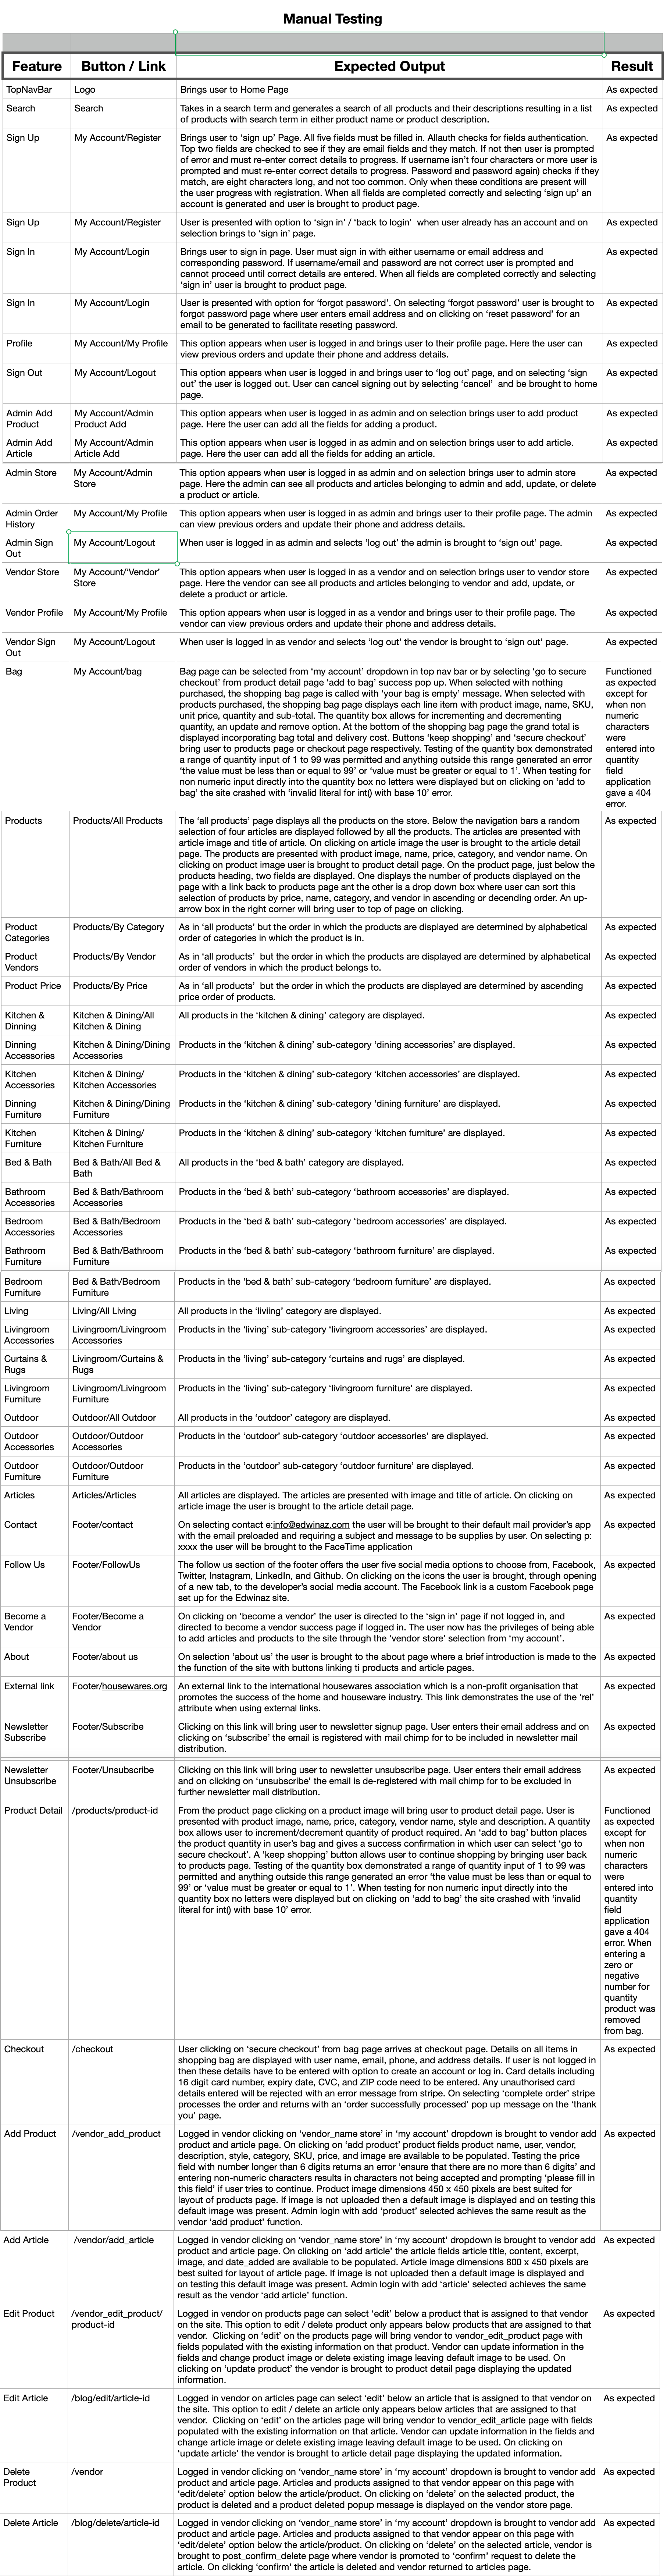 Manual Testing
Feature
Button / Link
Expected Output
Result
TopNavBar
Logo
Brings user to Home Page
As expected
Search
Search
Takes in a search term and generates a search of all products and their descriptions resulting in a list
of products with search term in either product name or product description.
As expected
Sign Up
My Account/Register
Brings user to ‘sign up’ Page. All five fields must be filled in. Allauth checks for fields authentication.
Top two fields are checked to see if they are email fields and they match. If not then user is prompted
of error and must re-enter correct details to progress. If username isn’t four characters or more user is
prompted and must re-enter correct details to progress. Password and password again) checks if they
match, are eight characters long, and not too common. Only when these conditions are present will
the user progress with registration. When all fields are completed correctly and selecting ‘sign up’ an
account is generated and user is brought to product page.
As expected
Sign Up
My Account/Register
User is presented with option to ‘sign in’ / ‘back to login’  when user already has an account and on
selection brings to ‘sign in’ page.
As expected
Sign In
My Account/Login
Brings user to sign in page. User must sign in with either username or email address and
corresponding password. If username/email and password are not correct user is prompted and
cannot proceed until correct details are entered. When all fields are completed correctly and selecting
‘sign in’ user is brought to product page.
As expected
Sign In
My Account/Login
User is presented with option for ‘forgot password’. On selecting ‘forgot password’ user is brought to
forgot password page where user enters email address and on clicking on ‘reset password’ for an
email to be generated to facilitate reseting password.
As expected
Profile
My Account/My Profile
This option appears when user is logged in and brings user to their profile page. Here the user can
view previous orders and update their phone and address details.
As expected
Sign Out
My Account/Logout
This option appears when user is logged in and brings user to ‘log out’ page, and on selecting ‘sign
out’ the user is logged out. User can cancel signing out by selecting ‘cancel’  and be brought to home
page.
As expected
Admin Add
Product
My Account/Admin
Product Add
This option appears when user is logged in as admin and on selection brings user to add product
page. Here the user can add all the fields for adding a product.
As expected
Admin Add
Article
My Account/Admin
Article Add
This option appears when user is logged in as admin and on selection brings user to add article.
page. Here the user can add all the fields for adding an article.
As expected
Admin Store
My Account/Admin
Store
This option appears when user is logged in as admin and on selection brings user to admin store
page. Here the admin can see all products and articles belonging to admin and add, update, or delete
a product or article.
As expected
Admin Order
History
My Account/My Profile
This option appears when user is logged in as admin and brings user to their profile page. The admin
can view previous orders and update their phone and address details.
As expected
Admin Sign
Out
My Account/Logout
When user is logged in as admin and selects ‘log out’ the admin is brought to ‘sign out’ page.
As expected
Vendor Store
My Account/‘Vendor’
Store
This option appears when user is logged in as a vendor and on selection brings user to vendor store
page. Here the vendor can see all products and articles belonging to vendor and add, update, or
delete a product or article.
As expected
Vendor Profile
My Account/My Profile
This option appears when user is logged in as a vendor and brings user to their profile page. The
vendor can view previous orders and update their phone and address details.
As expected
Vendor Sign
Out
My Account/Logout
When user is logged in as vendor and selects ‘log out’ the vendor is brought to ‘sign out’ page.
As expected
Bag
My Account/bag
Bag page can be selected from ‘my account’ dropdown in top nav bar or by selecting ‘go to secure
checkout’ from product detail page ‘add to bag’ success pop up. When selected with nothing
purchased, the shopping bag page is called with ‘your bag is empty’ message. When selected with
products purchased, the shopping bag page displays each line item with product image, name, SKU,
unit price, quantity and sub-total. The quantity box allows for incrementing and decrementing
quantity, an update and remove option. At the bottom of the shopping bag page the grand total is
displayed incorporating bag total and delivery cost. Buttons ‘keep shopping’ and ‘secure checkout’
bring user to products page or checkout page respectively. Testing of the quantity box demonstrated
a range of quantity input of 1 to 99 was permitted and anything outside this range generated an error
‘the value must be less than or equal to 99’ or ‘value must be greater or equal to 1’. When testing for
non numeric input directly into the quantity box no letters were displayed but on clicking on ‘add to
bag’ the site crashed with ‘invalid literal for int() with base 10’ error.
Functioned
as expected
except for
when non
numeric
characters
were
entered into
quantity
field
application
gave a 404
error.
Products
Products/All Products
The ‘all products’ page displays all the products on the store. Below the navigation bars a random
selection of four articles are displayed followed by all the products. The articles are presented with
article image and title of article. On clicking on article image the user is brought to the article detail
page. The products are presented with product image, name, price, category, and vendor name. On
clicking on product image user is brought to product detail page. On the product page, just below the
products heading, two fields are displayed. One displays the number of products displayed on the
page with a link back to products page ant the other is a drop down box where user can sort this
selection of products by price, name, category, and vendor in ascending or decending order. An up-
arrow box in the right corner will bring user to top of page on clicking.
As expected
Product
Categories
Products/By Category
As in ‘all products’ but the order in which the products are displayed are determined by alphabetical
order of categories in which the product is in.
As expected
Product
Vendors
Products/By Vendor
As in ‘all products’  but the order in which the products are displayed are determined by alphabetical
order of vendors in which the product belongs to.
As expected
Product Price
Products/By Price
As in ‘all products’  but the order in which the products are displayed are determined by ascending
price order of products.
As expected
Kitchen &
Dinning
Kitchen & Dining/All
Kitchen & Dining
All products in the ‘kitchen & dining’ category are displayed.
As expected
Dinning
Accessories
Kitchen & Dining/Dining
Accessories
Products in the ‘kitchen & dining’ sub-category ‘dining accessories’ are displayed.
As expected
Kitchen
Accessories
Kitchen & Dining/
Kitchen Accessories
Products in the ‘kitchen & dining’ sub-category ‘kitchen accessories’ are displayed.
As expected
Dinning
Furniture
Kitchen & Dining/Dining
Furniture
Products in the ‘kitchen & dining’ sub-category ‘dining furniture’ are displayed.
As expected
Kitchen
Furniture
Kitchen & Dining/
Kitchen Furniture
Products in the ‘kitchen & dining’ sub-category ‘kitchen furniture’ are displayed.
As expected
Bed & Bath
Bed & Bath/All Bed &
Bath
All products in the ‘bed & bath’ category are displayed.
As expected
Bathroom
Accessories
Bed & Bath/Bathroom
Accessories
Products in the ‘bed & bath’ sub-category ‘bathroom accessories’ are displayed.
As expected
Bedroom
Accessories
Bed & Bath/Bedroom
Accessories
Products in the ‘bed & bath’ sub-category ‘bedroom accessories’ are displayed.
As expected
Bathroom
Furniture
Bed & Bath/Bathroom
Furniture
Products in the ‘bed & bath’ sub-category ‘bathroom furniture’ are displayed.
As expected
Bedroom
Furniture
Bed & Bath/Bedroom
Furniture
Products in the ‘bed & bath’ sub-category ‘bedroom furniture’ are displayed.
As expected
Living
Living/All Living
All products in the ‘liviing’ category are displayed.
As expected
Livingroom
Accessories
Livingroom/Livingroom
Accessories
Products in the ‘living’ sub-category ‘livingroom accessories’ are displayed.
As expected
Curtains &
Rugs
Livingroom/Curtains &
Rugs
Products in the ‘living’ sub-category ‘curtains and rugs’ are displayed.
As expected
Livingroom
Furniture
Livingroom/Livingroom
Furniture
Products in the ‘living’ sub-category ‘livingroom furniture’ are displayed.
As expected
Outdoor
Outdoor/All Outdoor
All products in the ‘outdoor’ category are displayed.
As expected
Outdoor
Accessories
Outdoor/Outdoor
Accessories
Products in the ‘outdoor’ sub-category ‘outdoor accessories’ are displayed.
As expected
Outdoor
Furniture
Outdoor/Outdoor
Furniture
Products in the ‘outdoor’ sub-category ‘outdoor furniture’ are displayed.
As expected
Articles
Articles/Articles
All articles are displayed. The articles are presented with image and title of article. On clicking on
article image the user is brought to the article detail page.
As expected
Contact
Footer/contact
On selecting contact e:info@edwinaz.com the user will be brought to their default mail provider’s app
with the email preloaded and requiring a subject and message to be supplies by user. On selecting p:
xxxx the user will be brought to the FaceTime application
As expected
Follow Us
Footer/FollowUs
The follow us section of the footer offers the user five social media options to choose from, Facebook,
Twitter, Instagram, LinkedIn, and Github. On clicking on the icons the user is brought, through opening
of a new tab, to the developer’s social media account. The Facebook link is a custom Facebook page
set up for the Edwinaz site.
As expected
Become a
Vendor
Footer/Become a
Vendor
On clicking on ‘become a vendor’ the user is directed to the ‘sign in’ page if not logged in, and
directed to become a vendor success page if logged in. The user now has the privileges of being able
to add articles and products to the site through the ‘vendor store’ selection from ‘my account’.
As expected
About
Footer/about us
On selection ‘about us’ the user is brought to the about page where a brief introduction is made to the
the function of the site with buttons linking ti products and article pages.
As expected
External link
Footer/housewares.org
An external link to the international housewares association which is a non-profit organisation that
promotes the success of the home and houseware industry. This link demonstrates the use of the ‘rel’
attribute when using external links.
As expected
Newsletter
Subscribe
Footer/Subscribe
Clicking on this link will bring user to newsletter signup page. User enters their email address and on
clicking on ‘subscribe’ the email is registered with mail chimp for to be included in newsletter mail
distribution.
As expected
Newsletter
Unsubscribe
Footer/Unsubscribe
Clicking on this link will bring user to newsletter unsubscribe page. User enters their email address
and on clicking on ‘unsubscribe’ the email is de-registered with mail chimp for to be excluded in
further newsletter mail distribution.
As expected
Product Detail
/products/product-id
From the product page clicking on a product image will bring user to product detail page. User is
presented with product image, name, price, category, vendor name, style and description. A quantity
box allows user to increment/decrement quantity of product required. An ‘add to bag’ button places
the product quantity in user’s bag and gives a success confirmation in which user can select ‘go to
secure checkout’. A ‘keep shopping’ button allows user to continue shopping by bringing user back
to products page. Testing of the quantity box demonstrated a range of quantity input of 1 to 99 was
permitted and anything outside this range generated an error ‘the value must be less than or equal to
99’ or ‘value must be greater or equal to 1’. When testing for non numeric input directly into the
quantity box no letters were displayed but on clicking on ‘add to bag’ the site crashed with ‘invalid
literal for int() with base 10’ error.
Functioned
as expected
except for
when non
numeric
characters
were
entered into
quantity
field
application
gave a 404
error. When
entering a
zero or
negative
number for
quantity
product was
removed
from bag.
Checkout
/checkout
User clicking on ‘secure checkout’ from bag page arrives at checkout page. Details on all items in
shopping bag are displayed with user name, email, phone, and address details. If user is not logged in
then these details have to be entered with option to create an account or log in. Card details including
16 digit card number, expiry date, CVC, and ZIP code need to be entered. Any unauthorised card
details entered will be rejected with an error message from stripe. On selecting ‘complete order’ stripe
processes the order and returns with an ‘order successfully processed’ pop up message on the ‘thank
you’ page.
As expected
Add Product
/vendor_add_product
Logged in vendor clicking on ‘vendor_name store’ in ‘my account’ dropdown is brought to vendor add
product and article page. On clicking on ‘add product’ product fields product name, user, vendor,
description, style, category, SKU, price, and image are available to be populated. Testing the price
field with number longer than 6 digits returns an error ‘ensure that there are no more than 6 digits’ and
entering non-numeric characters results in characters not being accepted and prompting ‘please fill in
this field’ if user tries to continue. Product image dimensions 450 x 450 pixels are best suited for
layout of products page. If image is not uploaded then a default image is displayed and on testing this
default image was present. Admin login with add ‘product’ selected achieves the same result as the
vendor ‘add product’ function.
As expected
Add Article
/vendor/add_article
Logged in vendor clicking on ‘vendor_name store’ in ‘my account’ dropdown is brought to vendor add
product and article page. On clicking on ‘add article’ the article fields article title, content, excerpt,
image, and date_added are available to be populated. Article image dimensions 800 x 450 pixels are
best suited for layout of article page. If image is not uploaded then a default image is displayed and
on testing this default image was present. Admin login with add ‘article’ selected achieves the same
result as the vendor ‘add article’ function.
As expected
Edit Product
/vendor_edit_product/
product-id
Logged in vendor on products page can select ‘edit’ below a product that is assigned to that vendor
on the site. This option to edit / delete product only appears below products that are assigned to that
vendor.  Clicking on ‘edit’ on the products page will bring vendor to vendor_edit_product page with
fields populated with the existing information on that product. Vendor can update information in the
fields and change product image or delete existing image leaving default image to be used. On
clicking on ‘update product’ the vendor is brought to product detail page displaying the updated
information.
As expected
Edit Article
/blog/edit/article-id
Logged in vendor on articles page can select ‘edit’ below an article that is assigned to that vendor on
the site. This option to edit / delete an article only appears below articles that are assigned to that
vendor.  Clicking on ‘edit’ on the articles page will bring vendor to vendor_edit_article page with fields
populated with the existing information on that article. Vendor can update information in the fields and
change article image or delete existing image leaving default image to be used. On clicking on
‘update article’ the vendor is brought to article detail page displaying the updated information.
As expected
Delete
Product
/vendor
Logged in vendor clicking on ‘vendor_name store’ in ‘my account’ dropdown is brought to vendor add
product and article page. Articles and products assigned to that vendor appear on this page with
‘edit/delete’ option below the article/product. On clicking on ‘delete’ on the selected product, the
product is deleted and a product deleted popup message is displayed on the vendor store page.
As expected
Delete Article
/blog/delete/article-id
Logged in vendor clicking on ‘vendor_name store’ in ‘my account’ dropdown is brought to vendor add
product and article page. Articles and products assigned to that vendor appear on this page with
‘edit/delete’ option below the article/product. On clicking on ‘delete’ on the selected article, vendor is
brought to post_confirm_delete page where vendor is promoted to ‘confirm’ request to delete the
article. On clicking ‘confirm’ the article is deleted and vendor returned to articles page.
As expected